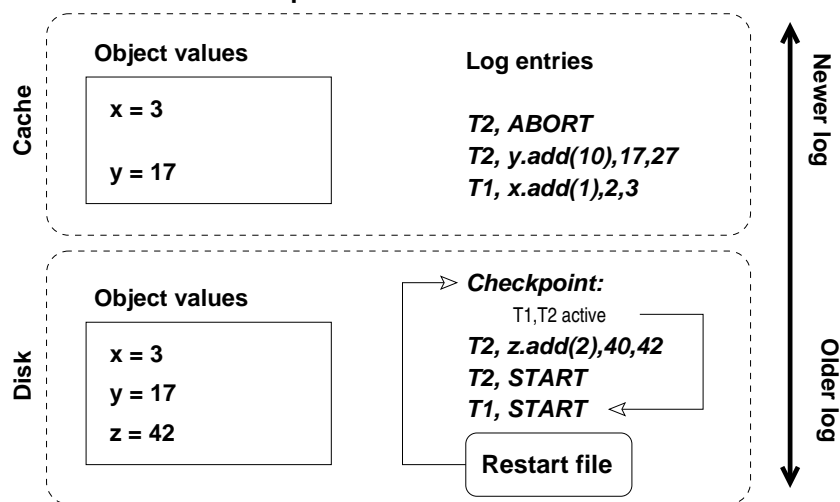 Cache
Object values
x = 3
y = 17
Log entries
T2, ABORT
T2, y.add(10),17,27
T1, x.add(1),2,3
Newer log
Disk
Object values
x = 3
y = 17
z = 42
Checkpoint:
T1,T2 active
T2, z.add(2),40,42
T2, START
T1, START
Restart file
Older log